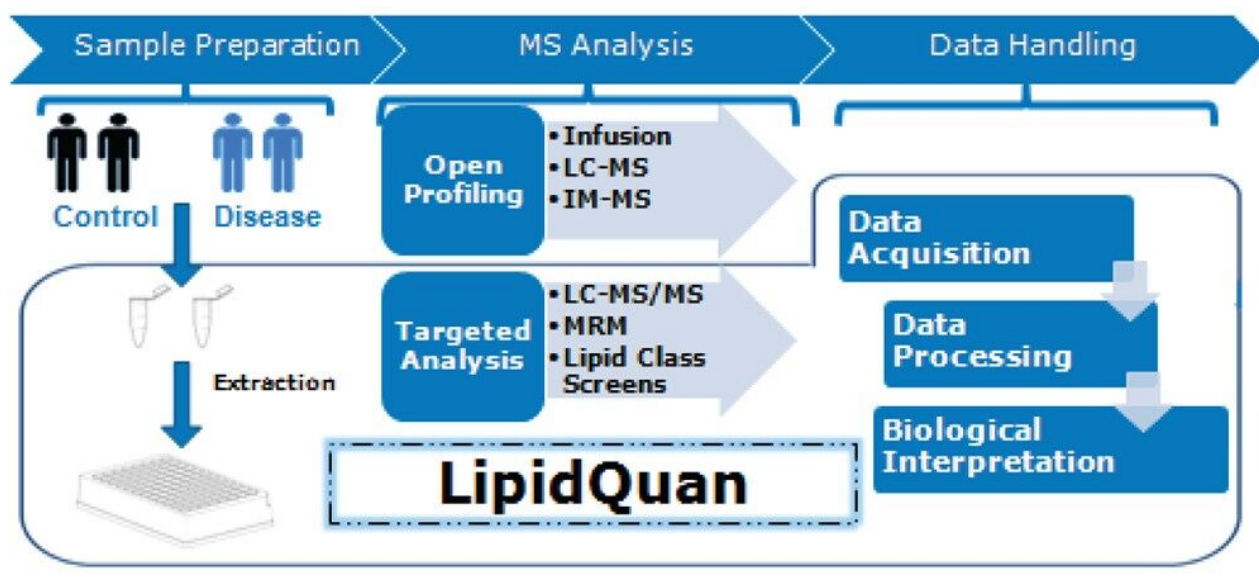 Sample Preparation
MS Analysis
Data Handling
Control
Disease
Extraction
Open
Profiling
•Infusion
•LC-MS
•IM-MS
Targeted
Analysis
•LC-MS/MS
•MRM
•Lipid Class
Screens
Data
Acquisition
Data
Processing
Biological
Interpretation
LipidQuan